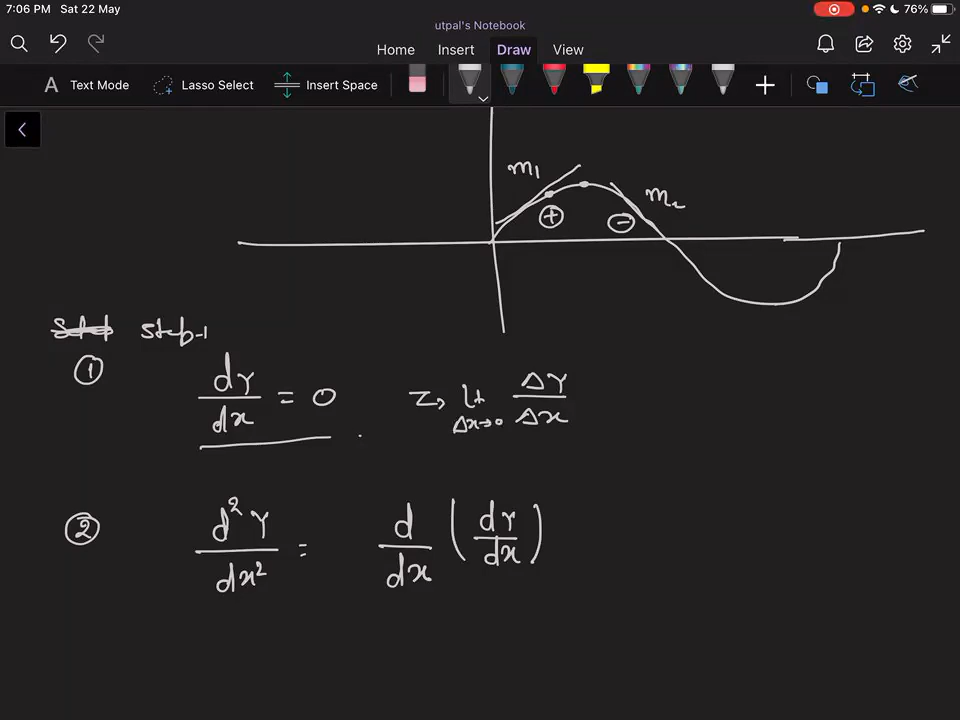 7:06 PM Sat 22 May 76%
utpal's Notebook
Home Insert Draw View
A Text Mode Lasso Select Insert Space
m1
m2
+ −
step-1
①
dy/dx = 0 lt Δx→0 Δy/Δx
② d²y/dx² = d/dx (dy/dx)